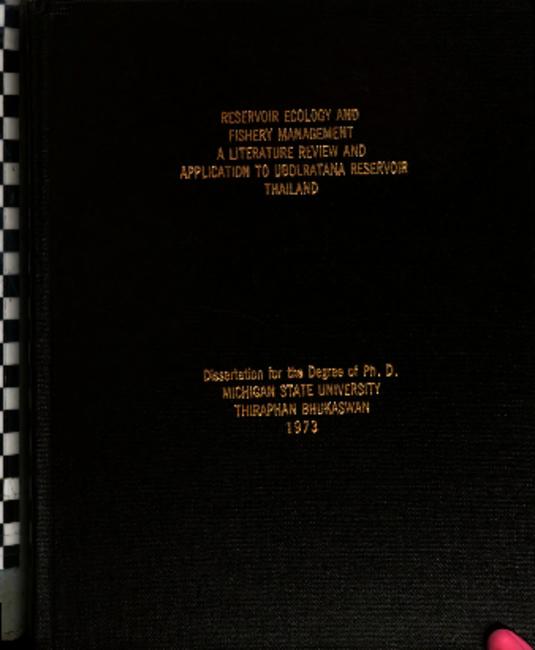 RESERVOIR ECOLOGY AND
FISHERY MANAGEMENT
A LITERATURE REVIEW AND
APPLICATION TO UBOLRATANA RESERVOIR
THAILAND
Dissertation for the Degree of Ph. D.
MICHIGAN STATE UNIVERSITY
THIRAPHAN BHUKASWAN
1973